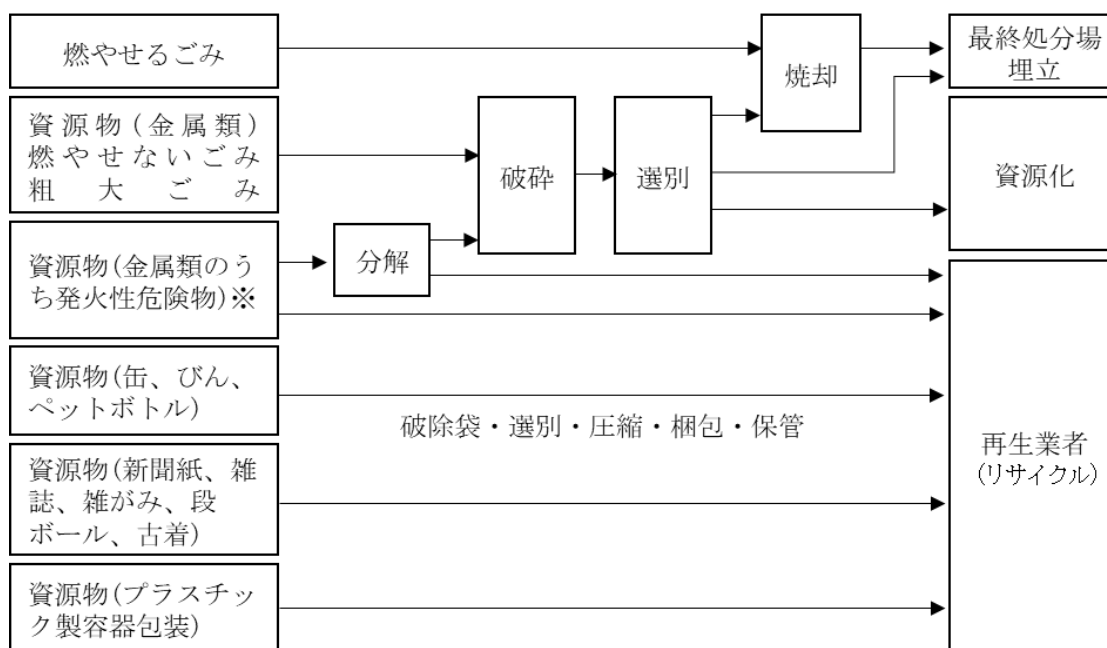 燃やせるごみ
焼却
最終処分場
埋立
資源物(金属類)
燃やせないごみ
粗大ごみ
破砕
選別
資源化
資源物(金属類のう
ち発火性危険物)※
分解
資源物(缶、びん、
ペットボトル)
破除袋・選別・圧縮・梱包・保管
再生業者
(リサイクル)
資源物(新聞紙、雑
誌、雑がみ、段
ボール、古着)
資源物(プラスチッ
ク製容器包装)